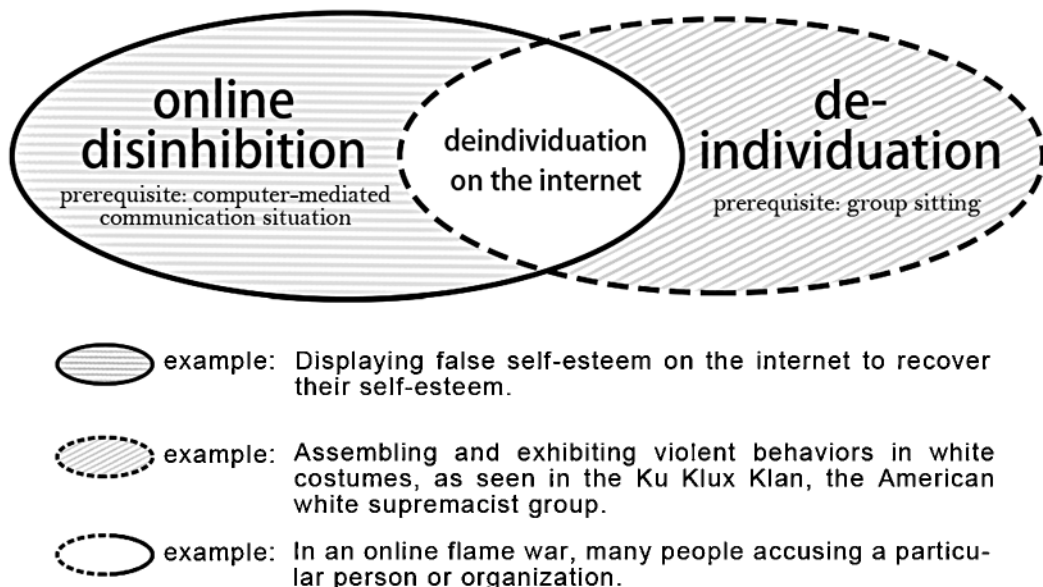 online
disinhibition
prerequisite: computer-mediated
communication situation
deindividuation
on the internet
de-
individuation
prerequisite: group sitting
example: Displaying false self-esteem on the internet to recover
their self-esteem.
example: Assembling and exhibiting violent behaviors in white
costumes, as seen in the Ku Klux Klan, the American
white supremacist group.
example: In an online flame war, many people accusing a particu-
lar person or organization.